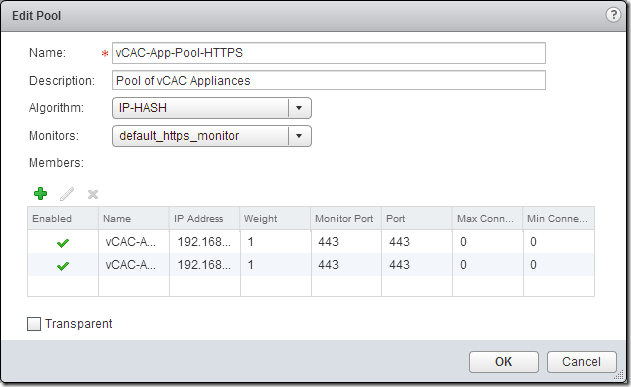 Edit Pool ?
Name: * vCAC-App-Pool-HTTPS
Description: Pool of vCAC Appliances
Algorithm: IP-HASH
Monitors: default_https_monitor
Members:
Enabled Name IP Address Weight Monitor Port Port Max Conn... Min Conne...
vCAC-A... 192.168... 1 443 443 0 0
vCAC-A... 192.168... 1 443 443 0 0
Transparent
OK Cancel